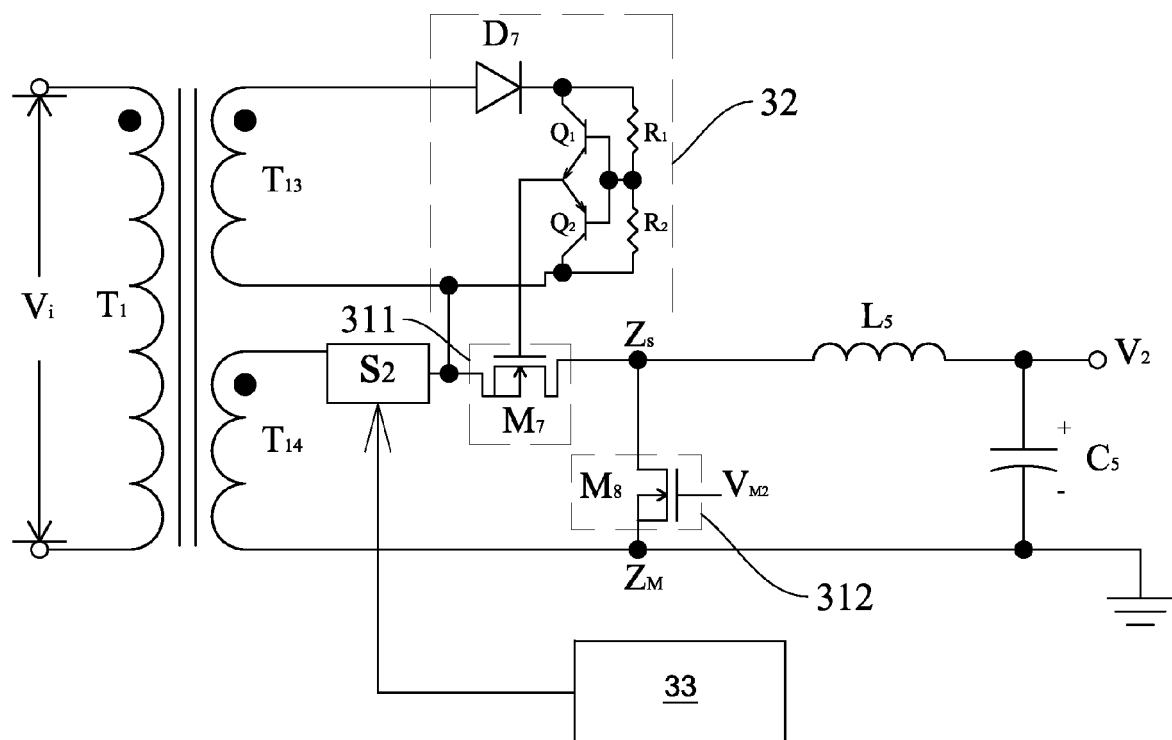 D7
32
Q1
R1
T13
Q2
R2
Vi
T1
311
Zs
L5
V2
S2
M7
T14
+
C5
-
M8
VM2
ZM
312
33